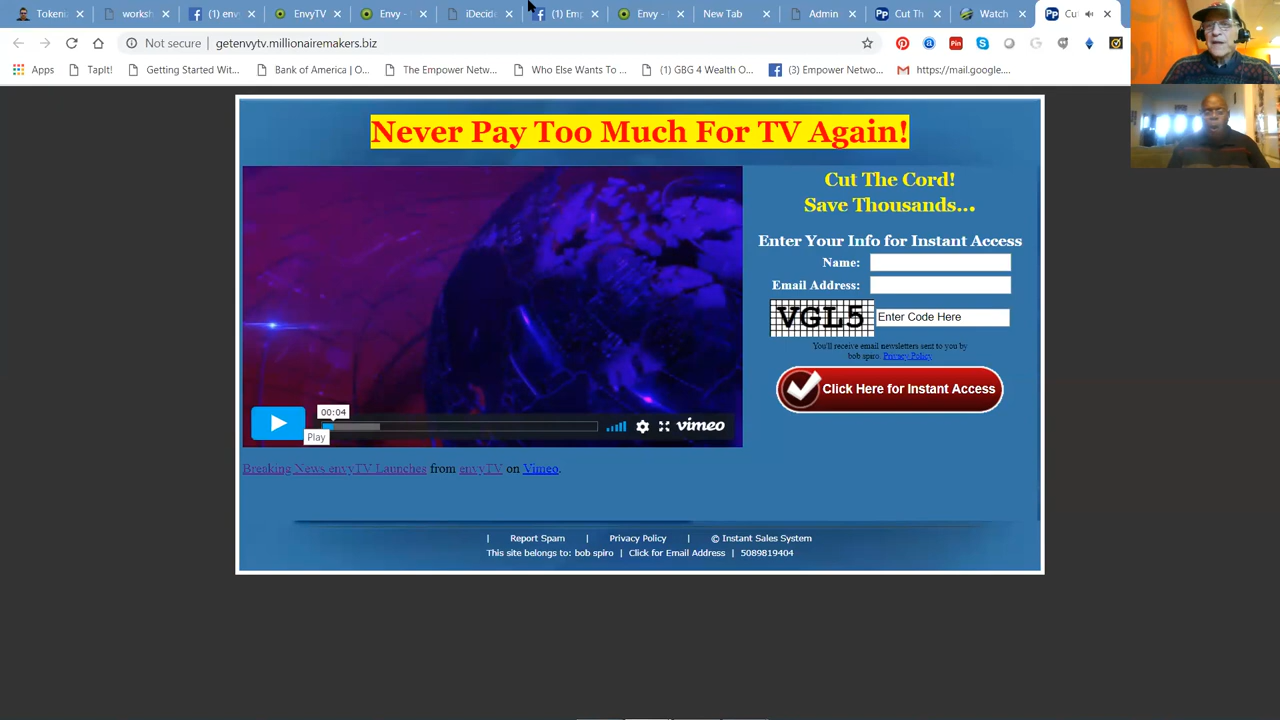 Tokeni
worksh
(1) env
EnvyTV
Envy -
iDecide
(1) Emp
Envy -
New Tab
Admin
Cut Th
Watch
Cu
Not secure
getenvytv.millionairemakers.biz
Apps
TapIt!
Getting Started Wit...
Bank of America | O...
The Empower Netw...
Who Else Wants To ...
(1) GBG 4 Wealth O...
(3) Empower Netwo...
https://mail.google....
Never Pay Too Much For TV Again!
Cut The Cord!
Save Thousands...
Enter Your Info for Instant Access
Name:
Email Address:
VGL5
Enter Code Here
You'll receive email newsletters sent to you by
bob spiro. Privacy Policy
Click Here for Instant Access
00:04
Play
vimeo
Breaking News envyTV Launches from envyTV on Vimeo.
| Report Spam | Privacy Policy | © Instant Sales System
This site belongs to: bob spiro | Click for Email Address | 5089819404